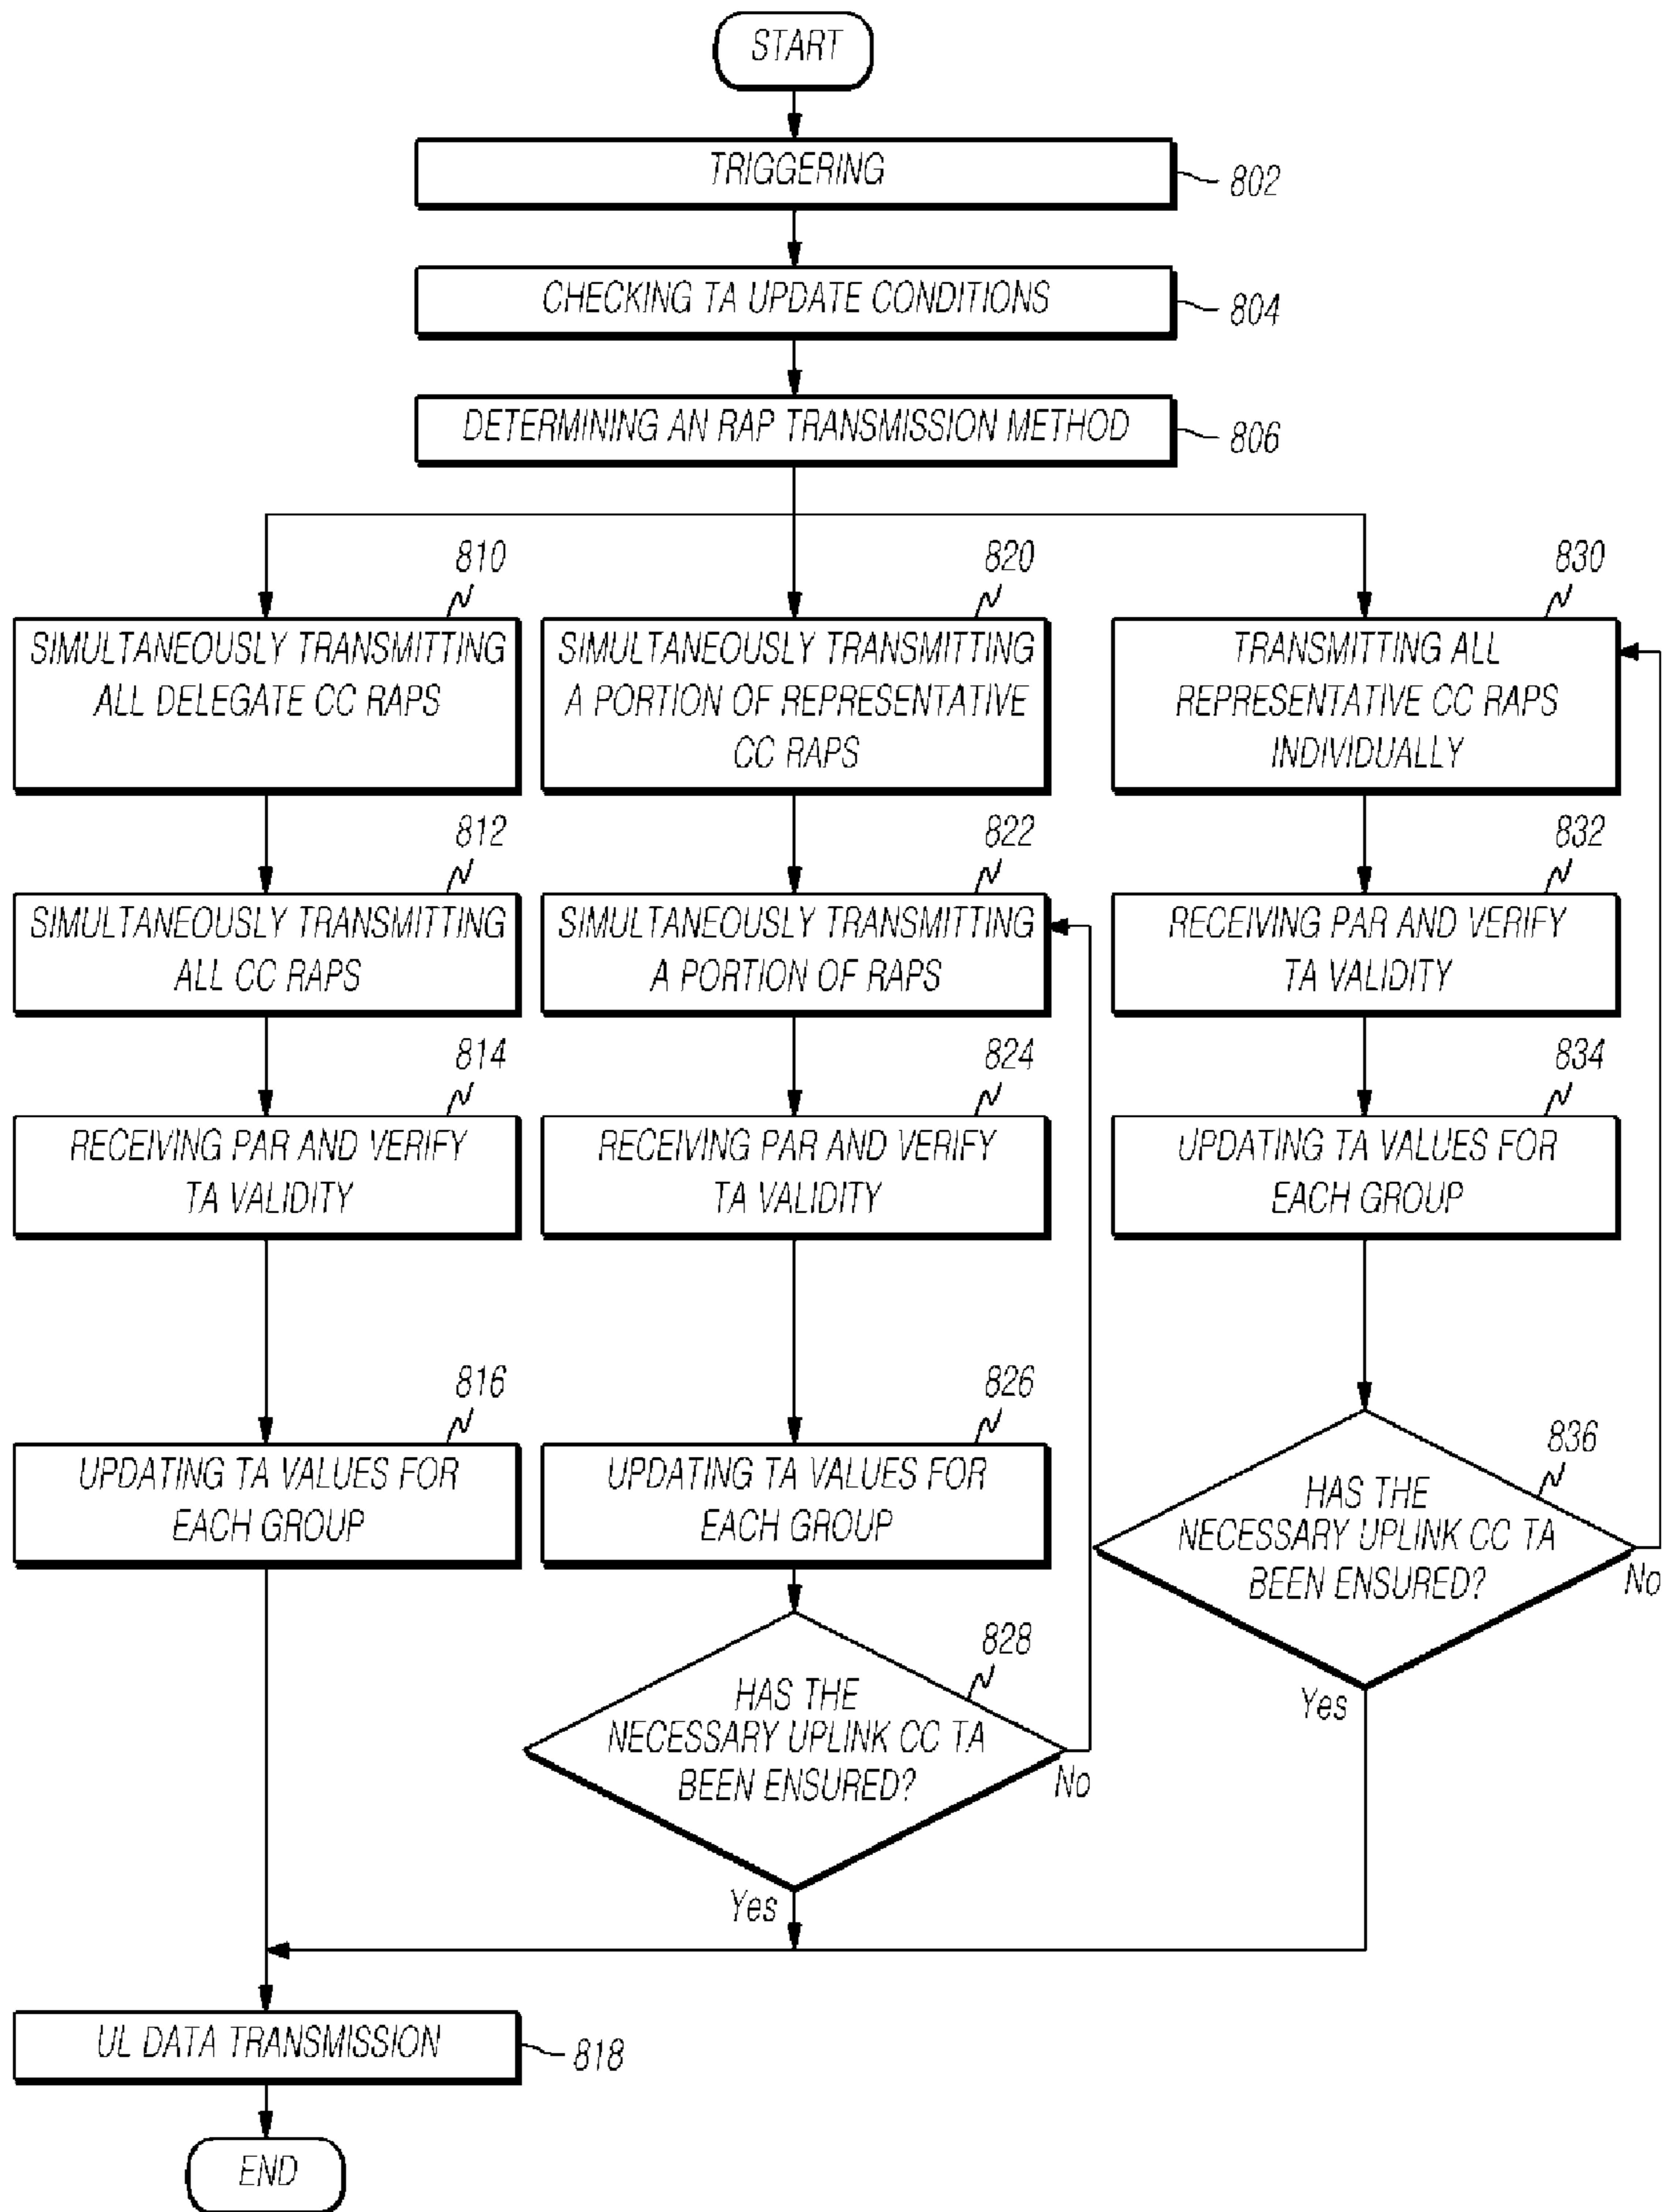 START
TRIGGERING
802
CHECKING TA UPDATE CONDITIONS
804
DETERMINING AN RAP TRANSMISSION METHOD
806
810
SIMULTANEOUSLY TRANSMITTING
ALL DELEGATE CC RAPS
820
SIMULTANEOUSLY TRANSMITTING
A PORTION OF REPRESENTATIVE
CC RAPS
830
TRANSMITTING ALL
REPRESENTATIVE CC RAPS
INDIVIDUALLY
812
SIMULTANEOUSLY TRANSMITTING
ALL CC RAPS
822
SIMULTANEOUSLY TRANSMITTING
A PORTION OF RAPS
832
RECEIVING PAR AND VERIFY
TA VALIDITY
814
RECEIVING PAR AND VERIFY
TA VALIDITY
824
RECEIVING PAR AND VERIFY
TA VALIDITY
834
UPDATING TA VALUES FOR
EACH GROUP
816
UPDATING TA VALUES FOR
EACH GROUP
826
UPDATING TA VALUES FOR
EACH GROUP
836
HAS THE
NECESSARY UPLINK CC TA
BEEN ENSURED?
No
Yes
828
HAS THE
NECESSARY UPLINK CC TA
BEEN ENSURED?
No
Yes
UL DATA TRANSMISSION
818
END